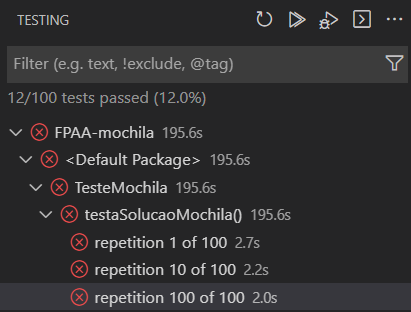 TESTING
Filter (e.g. text, !exclude, @tag)
12/100 tests passed (12.0%)
FPAA-mochila 195.6s
<Default Package> 195.6s
TesteMochila 195.6s
testaSolucaoMochila() 195.6s
repetition 1 of 100 2.7s
repetition 10 of 100 2.2s
repetition 100 of 100 2.0s